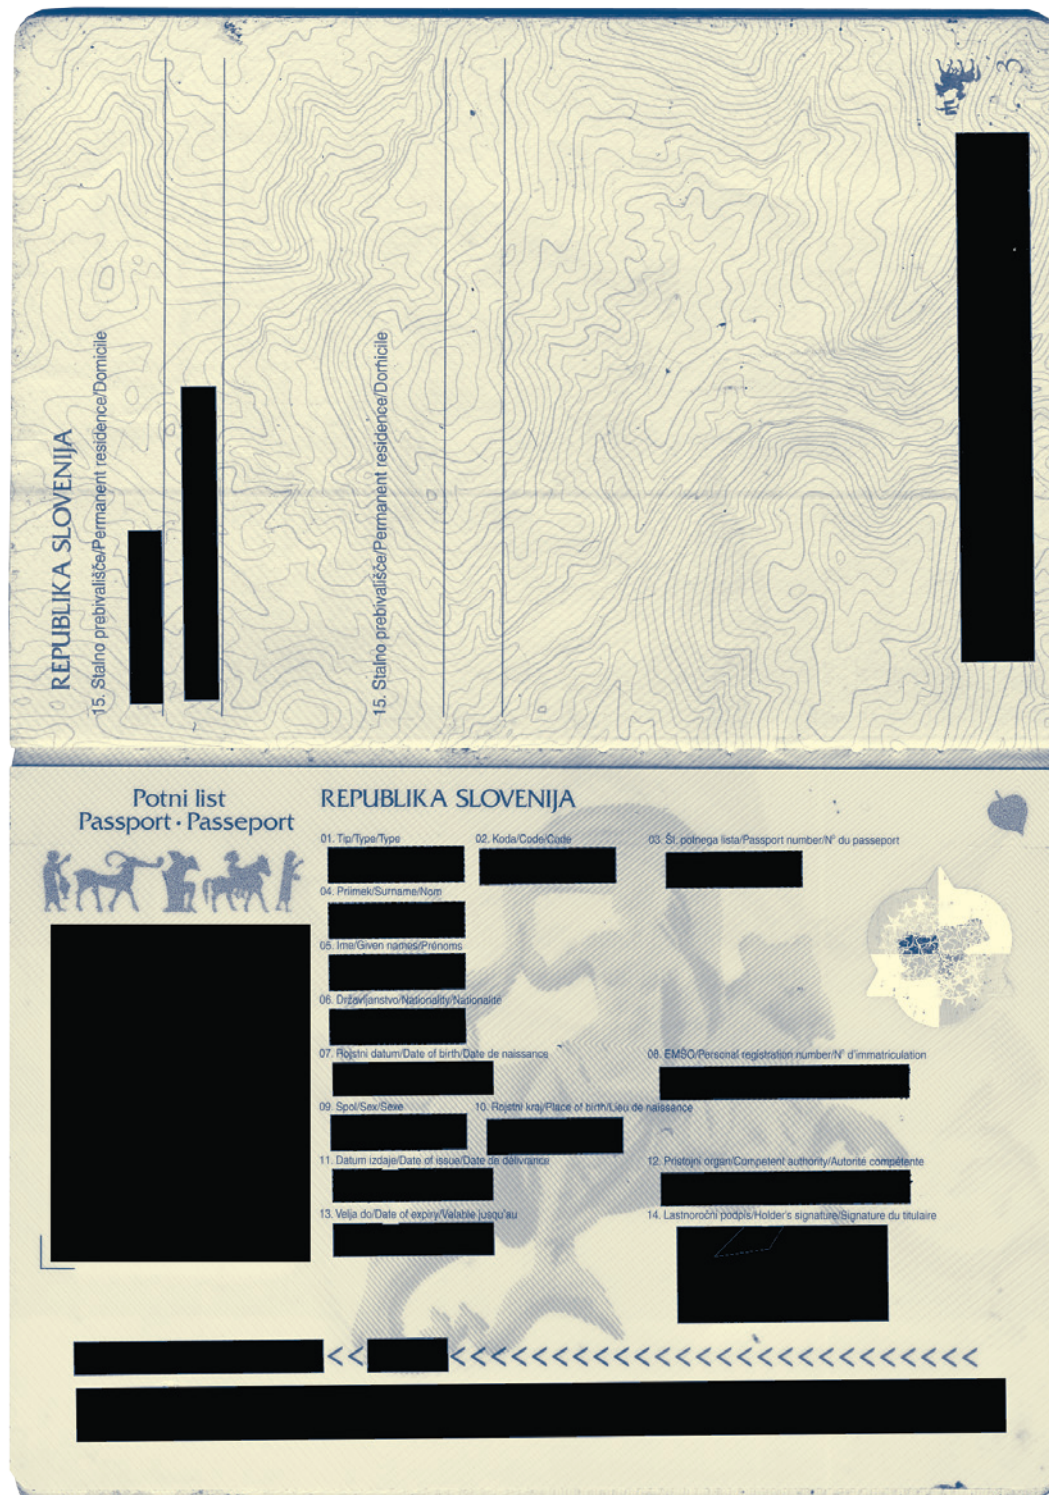 3
REPUBLIKA SLOVENIJA
15. Stalno prebivališče/Permanent residence/Domicile
15. Stalno prebivališče/Permanent residence/Domicile
Potni list
Passport · Passeport
REPUBLIKA SLOVENIJA
01. Tip/Type/Type
02. Koda/Code/Code
03. Št. potnega lista/Passport number/N° du passeport
04. Priimek/Surname/Nom
05. Ime/Given names/Prénoms
06. Državljanstvo/Nationality/Nationalité
07. Rojstni datum/Date of birth/Date de naissance
08. EMŠO/Personal registration number/N° d'immatriculation
09. Spol/Sex/Sexe
10. Rojstni kraj/Place of birth/Lieu de naissance
11. Datum izdaje/Date of issue/Date de délivrance
12. Pristojni organ/Competent authority/Autorité compétente
13. Velja do/Date of expiry/Valable jusqu'au
14. Lastnoročni podpis/Holder's signature/Signature du titulaire
<< <<<<<<<<<<<<<<<<<<<<<<<<<<